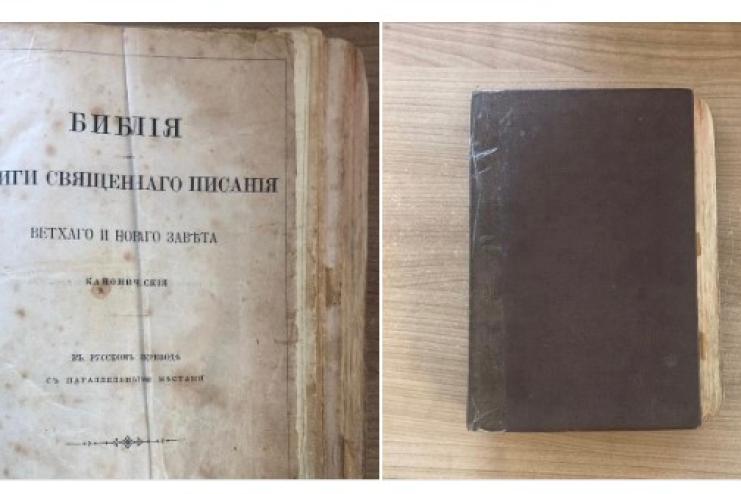 БИБЛІЯ
ИГИ СВЯЩЕННАГО ПИСАНІЯ
ВЕТХАГО И НОВАГО ЗАВѢТА
КАНОНИЧЕСКІЯ
ВЪ РУССКОМЪ ПЕРЕВОДѢ
СЪ ПАРАЛЛЕЛЬНЫМИ МѢСТАМИ